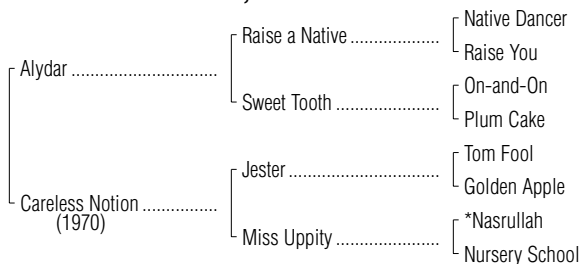 Native Dancer
Raise a Native ....................
Raise You
Alydar .................................
On-and-On
Sweet Tooth .......................
Plum Cake
Tom Fool
Jester ...................................
Golden Apple
Careless Notion .................
(1970)
*Nasrullah
Miss Uppity .......................
Nursery School